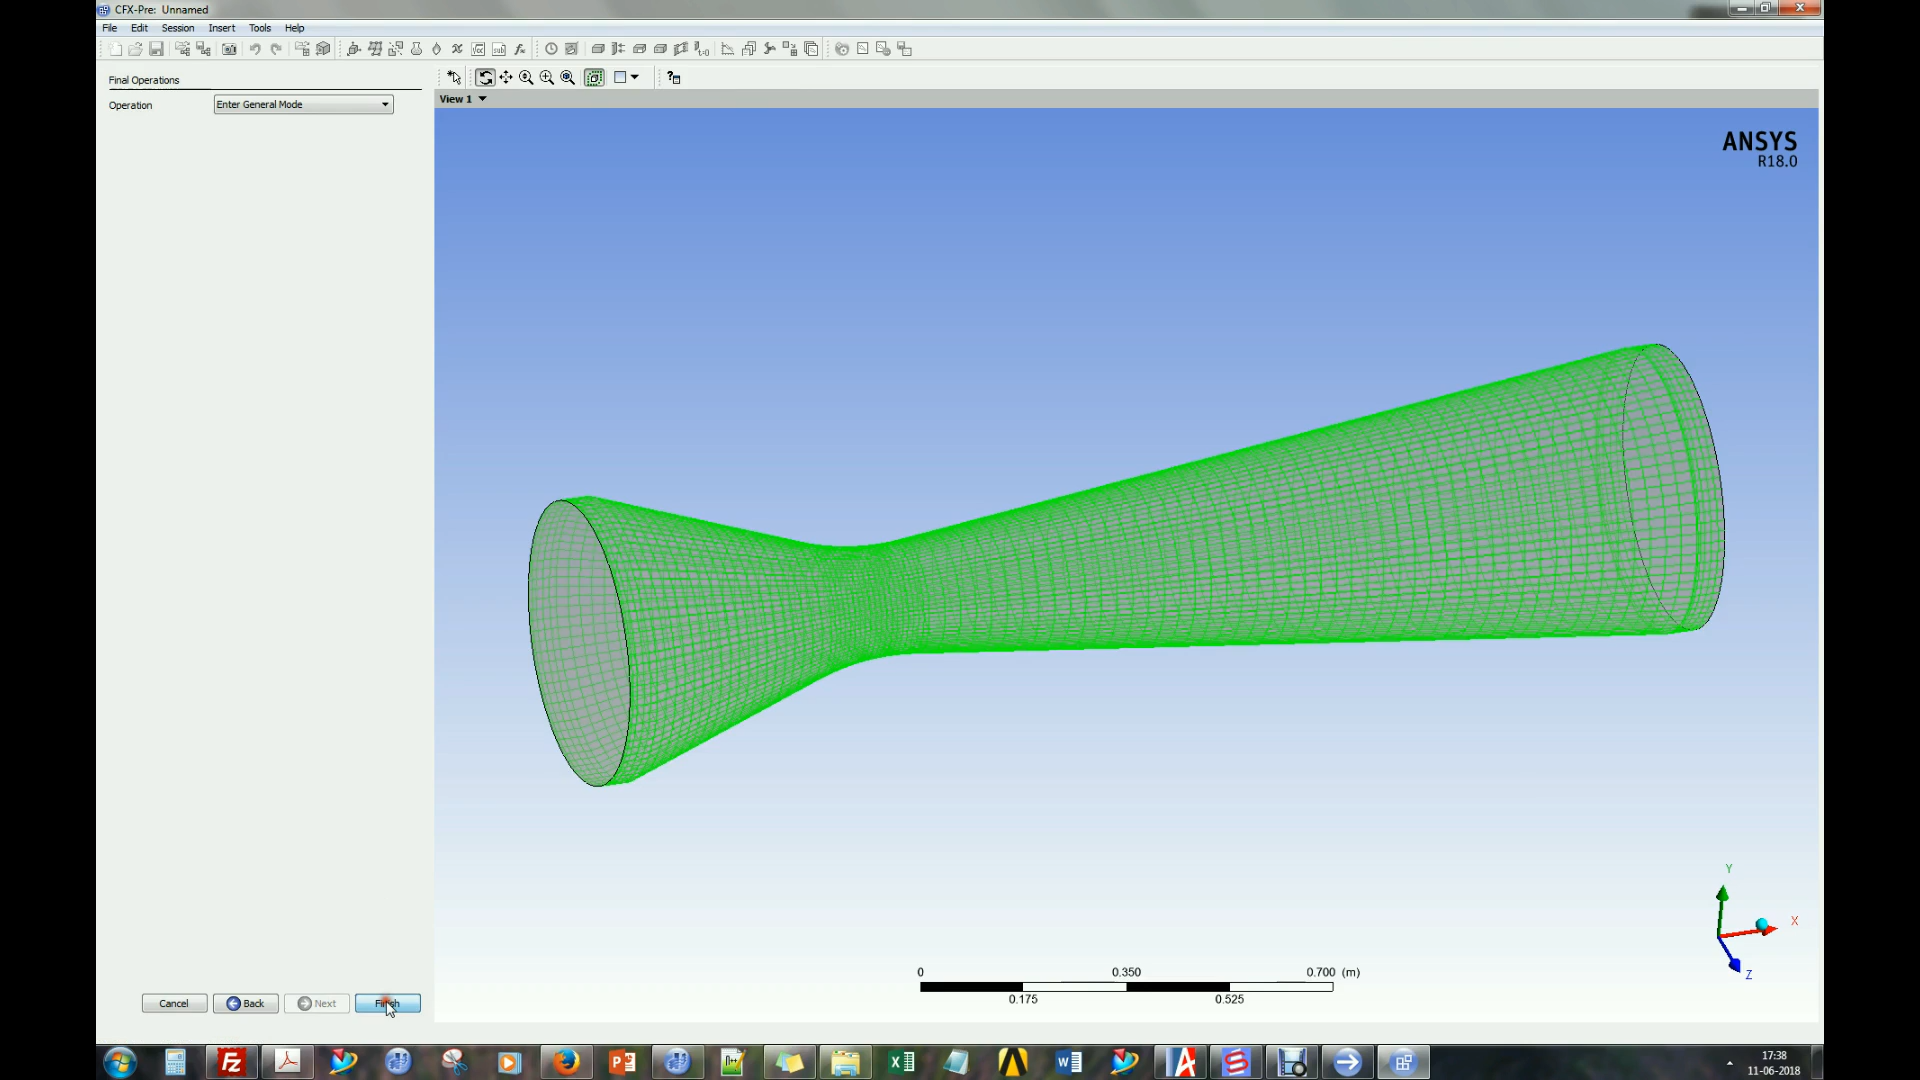 CFX-Pre: Unnamed
File Edit Session Insert Tools Help
Final Operations
Operation Enter General Mode
View 1
ANSYS
R18.0
Y
X
Z
0 0.350 0.700 (m)
0.175 0.525
Cancel Back Next Finish
17:38
11-06-2018